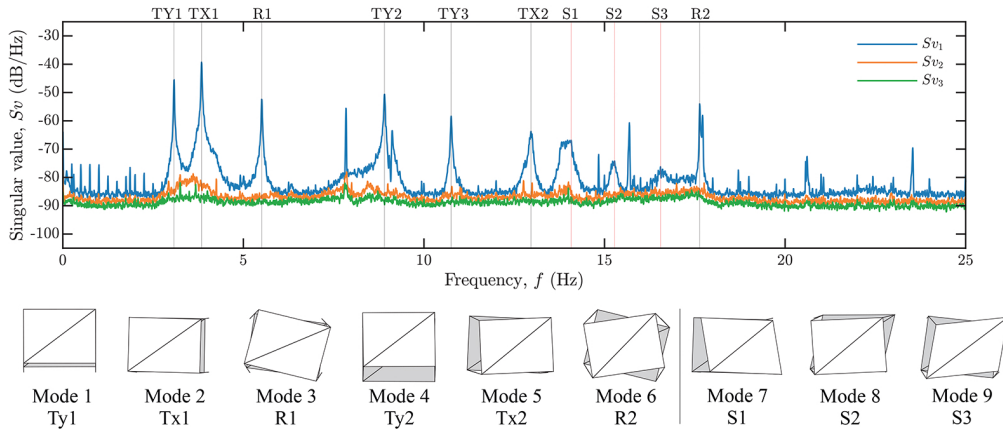 TY1 TX1 R1 TY2 TY3 TX2 S1 S2 S3 R2
Singular value, Sv (dB/Hz)
-30
-40
-50
-60
-70
-80
-90
-100
Sv₁
Sv₂
Sv₃
0 5 10 15 20 25
Frequency, f (Hz)
Mode 1 Mode 2 Mode 3 Mode 4 Mode 5 Mode 6 Mode 7 Mode 8 Mode 9
Ty1 Tx1 R1 Ty2 Tx2 R2 S1 S2 S3